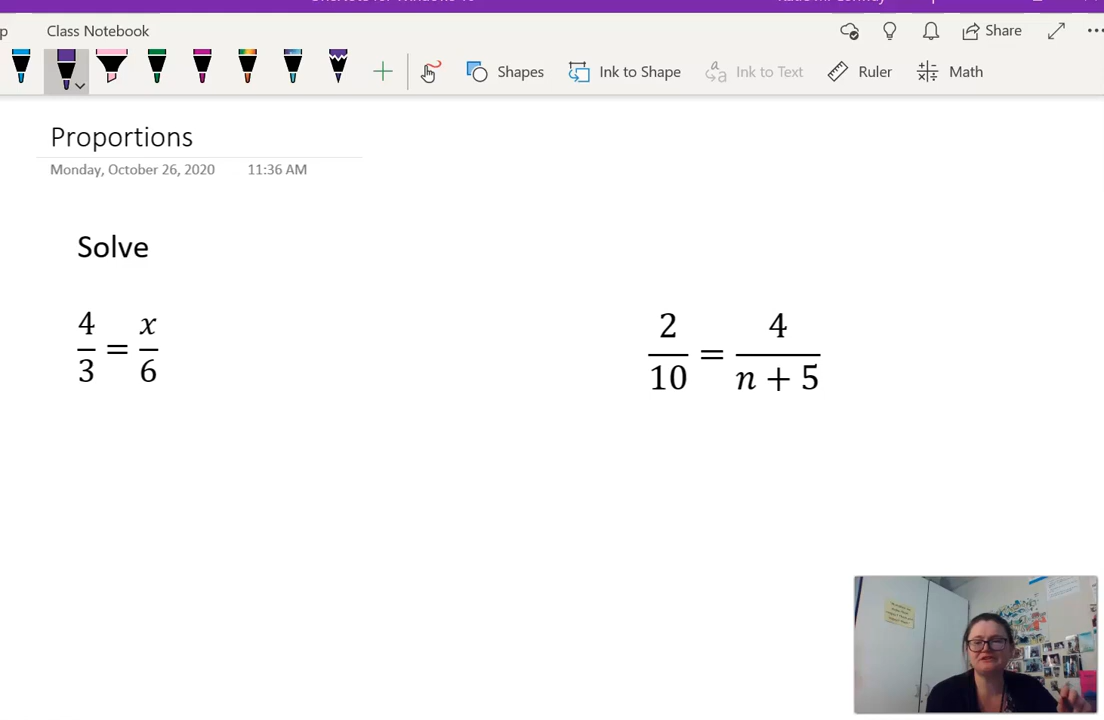 Class Notebook
Share
Shapes
Ink to Shape
Ink to Text
Ruler
Math
Proportions
Monday, October 26, 2020 11:36 AM
Solve
4/3 = x/6
2/10 = 4/(n + 5)